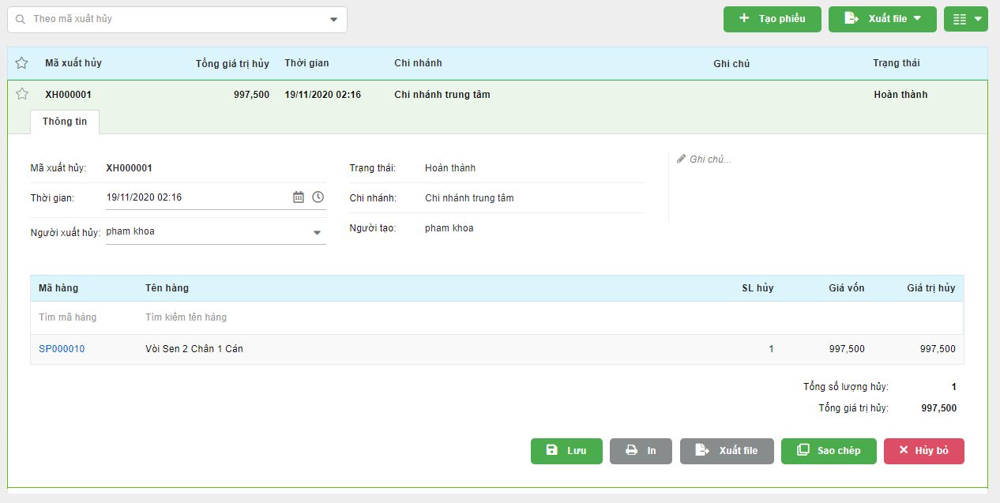 Theo mã xuất hủy
Tạo phiếu
Xuất file
Mã xuất hủy Tổng giá trị hủy Thời gian Chi nhánh Ghi chú Trạng thái
XH000001 997,500 19/11/2020 02:16 Chi nhánh trung tâm Hoàn thành
Thông tin
Mã xuất hủy: XH000001 Trạng thái: Hoàn thành Ghi chú...
Thời gian: 19/11/2020 02:16 Chi nhánh: Chi nhánh trung tâm
Người xuất hủy: pham khoa Người tạo: pham khoa
Mã hàng Tên hàng SL hủy Giá vốn Giá trị hủy
Tìm mã hàng Tìm kiếm tên hàng
SP000010 Vòi Sen 2 Chân 1 Cán 1 997,500 997,500
Tổng số lượng hủy: 1
Tổng giá trị hủy: 997,500
Lưu In Xuất file Sao chép Hủy bỏ